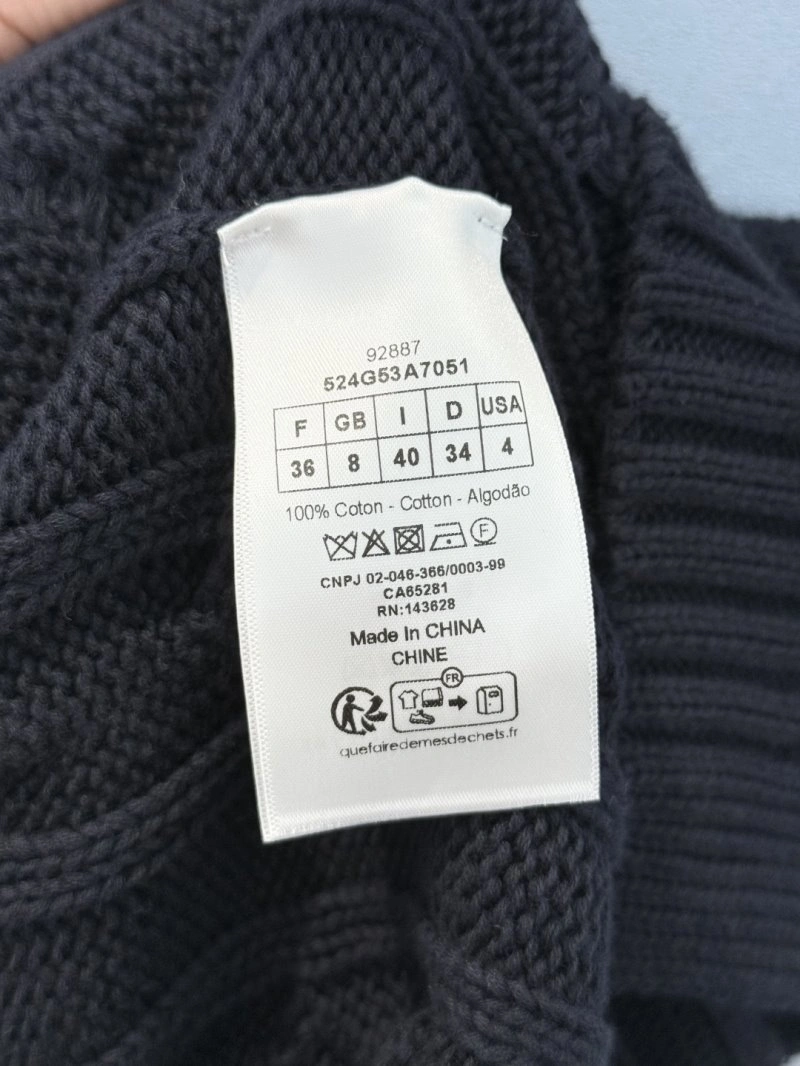 92887
524G53A7051
F GB I D USA
36 8 40 34 4
100% Coton - Cotton - Algodão
F
CNPJ 02-046-366/0003-99
CA65281
RN:143628
Made In CHINA
CHINE
FR
quefairedemesdechets.fr